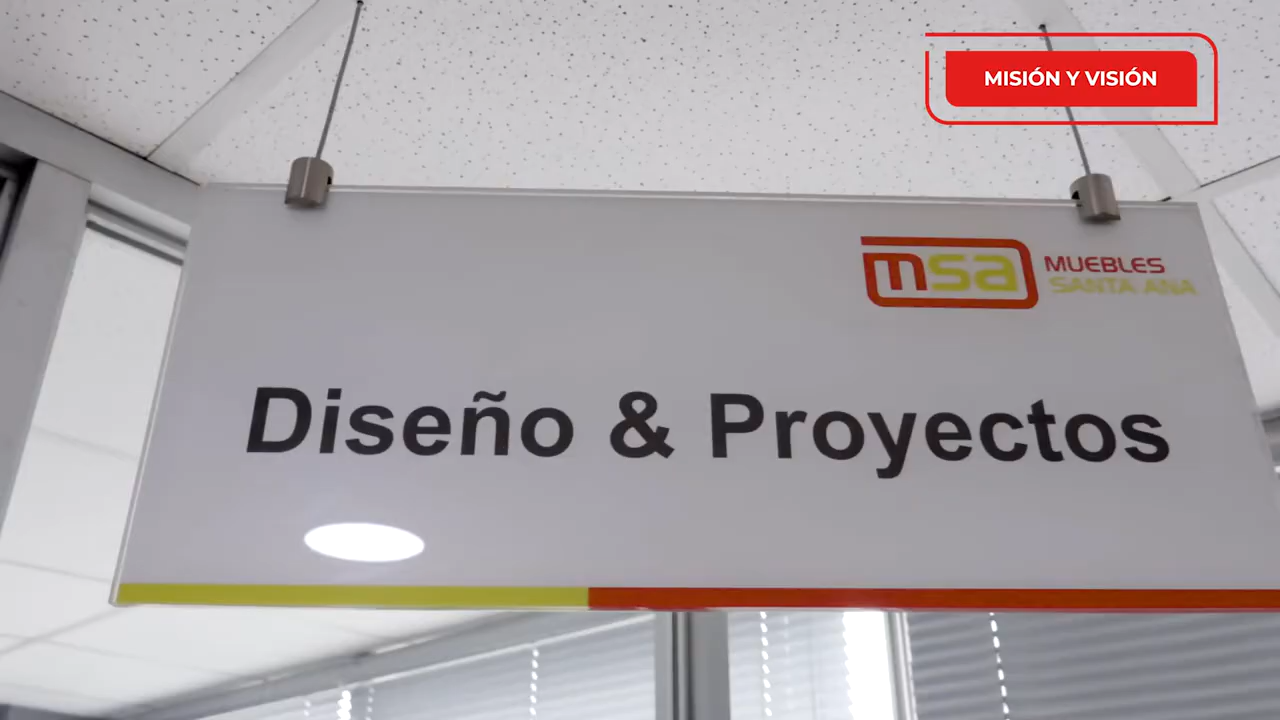 MISIÓN Y VISIÓN
msa MUEBLES
SANTA ANA
Diseño & Proyectos